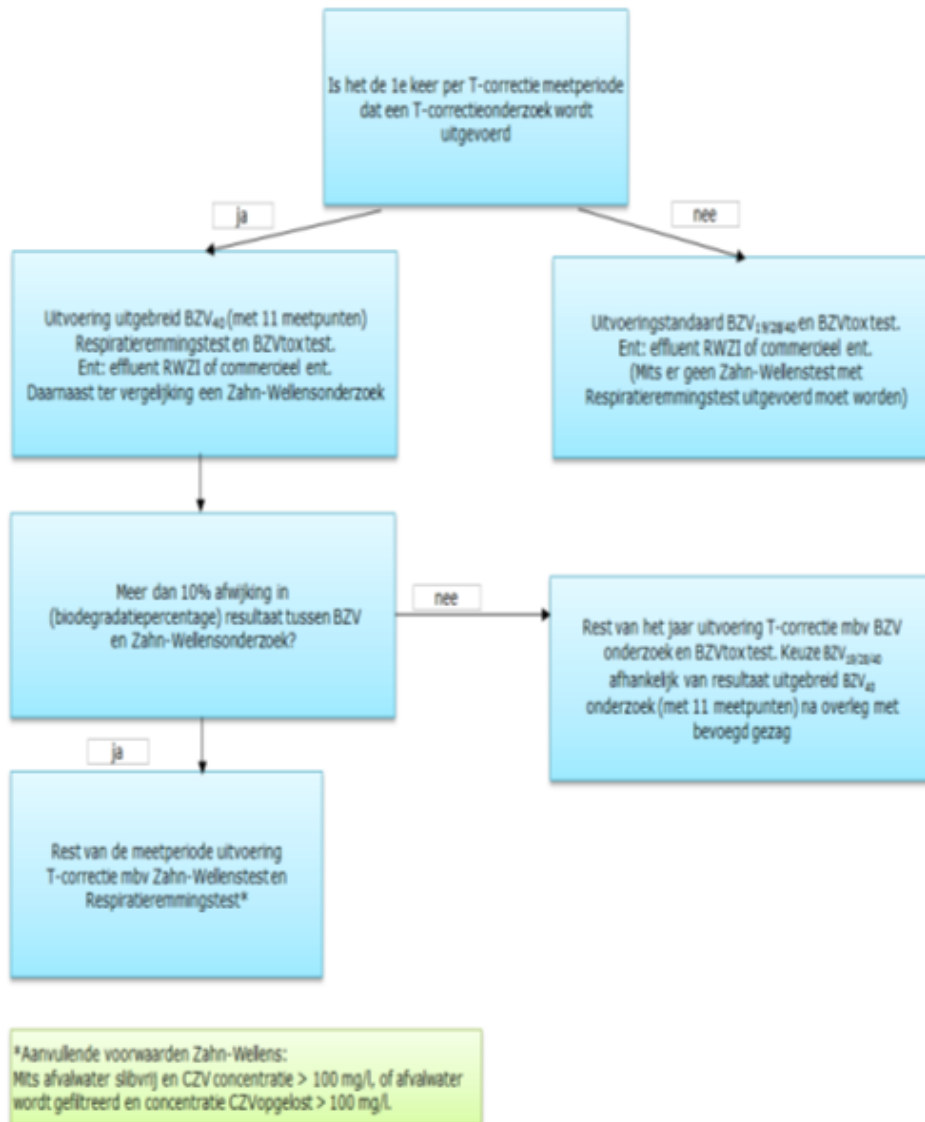 Is het de 1e keer per T-correctie meetperiode
dat een T-correctieonderzoek wordt
uitgevoerd
ja
nee
Uitvoering uitgebreid BZV₄₀ (met 11 meetpunten)
Respiratieremmingstest en BZVtox test.
Ent: effluent RWZI of commercieel ent.
Daarnaast ter vergelijking een Zahn-Wellensonderzoek
Uitvoeringstandaard BZV₁₉/₂₈/₄₀ en BZVtox test.
Ent: effluent RWZI of commercieel ent.
(Mits er geen Zahn-Wellenstest met
Respiratieremmingstest uitgevoerd moet worden)
Meer dan 10% afwijking in
(biodegradatiepercentage) resultaat tussen BZV
en Zahn-Wellensonderzoek?
nee
Rest van het jaar uitvoering T-correctie mbv BZV
onderzoek en BZVtox test. Keuze BZV₁₉/₂₈/₄₀
afhankelijk van resultaat uitgebreid BZV₄₀
onderzoek (met 11 meetpunten) na overleg met
bevoegd gezag
ja
Rest van de meetperiode uitvoering
T-correctie mbv Zahn-Wellenstest en
Respiratieremmingstest*
*Aanvullende voorwaarden Zahn-Wellens:
Mits afvalwater slibvrij en CZV concentratie > 100 mg/l, of afvalwater
wordt gefiltreerd en concentratie CZVopgelost > 100 mg/l.